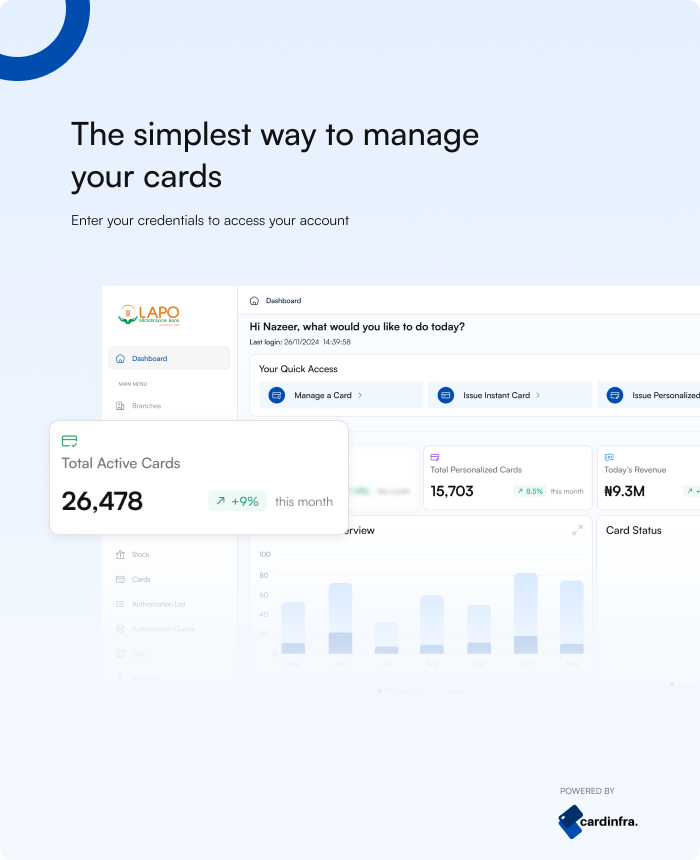 The simplest way to manage
your cards
Enter your credentials to access your account
LAPO
Microfinance Bank
Dashboard
Hi Nazeer, what would you like to do today?
Last login: 26/11/2024 14:39:58
Dashboard
MAIN MENU
Branches
Your Quick Access
Manage a Card
Issue Instant Card
Issue Personalized
Total Active Cards
26,478
+9%
this month
Total Personalized Cards
15,703
8.5%
this month
Today's Revenue
₦9.3M
erview
Card Status
Stock
Cards
Authorization List
Authorization Queue
100
80
60
40
20
0
May
Jun
Jul
Aug
Sep
Oct
Nov
POWERED BY
cardinfra.